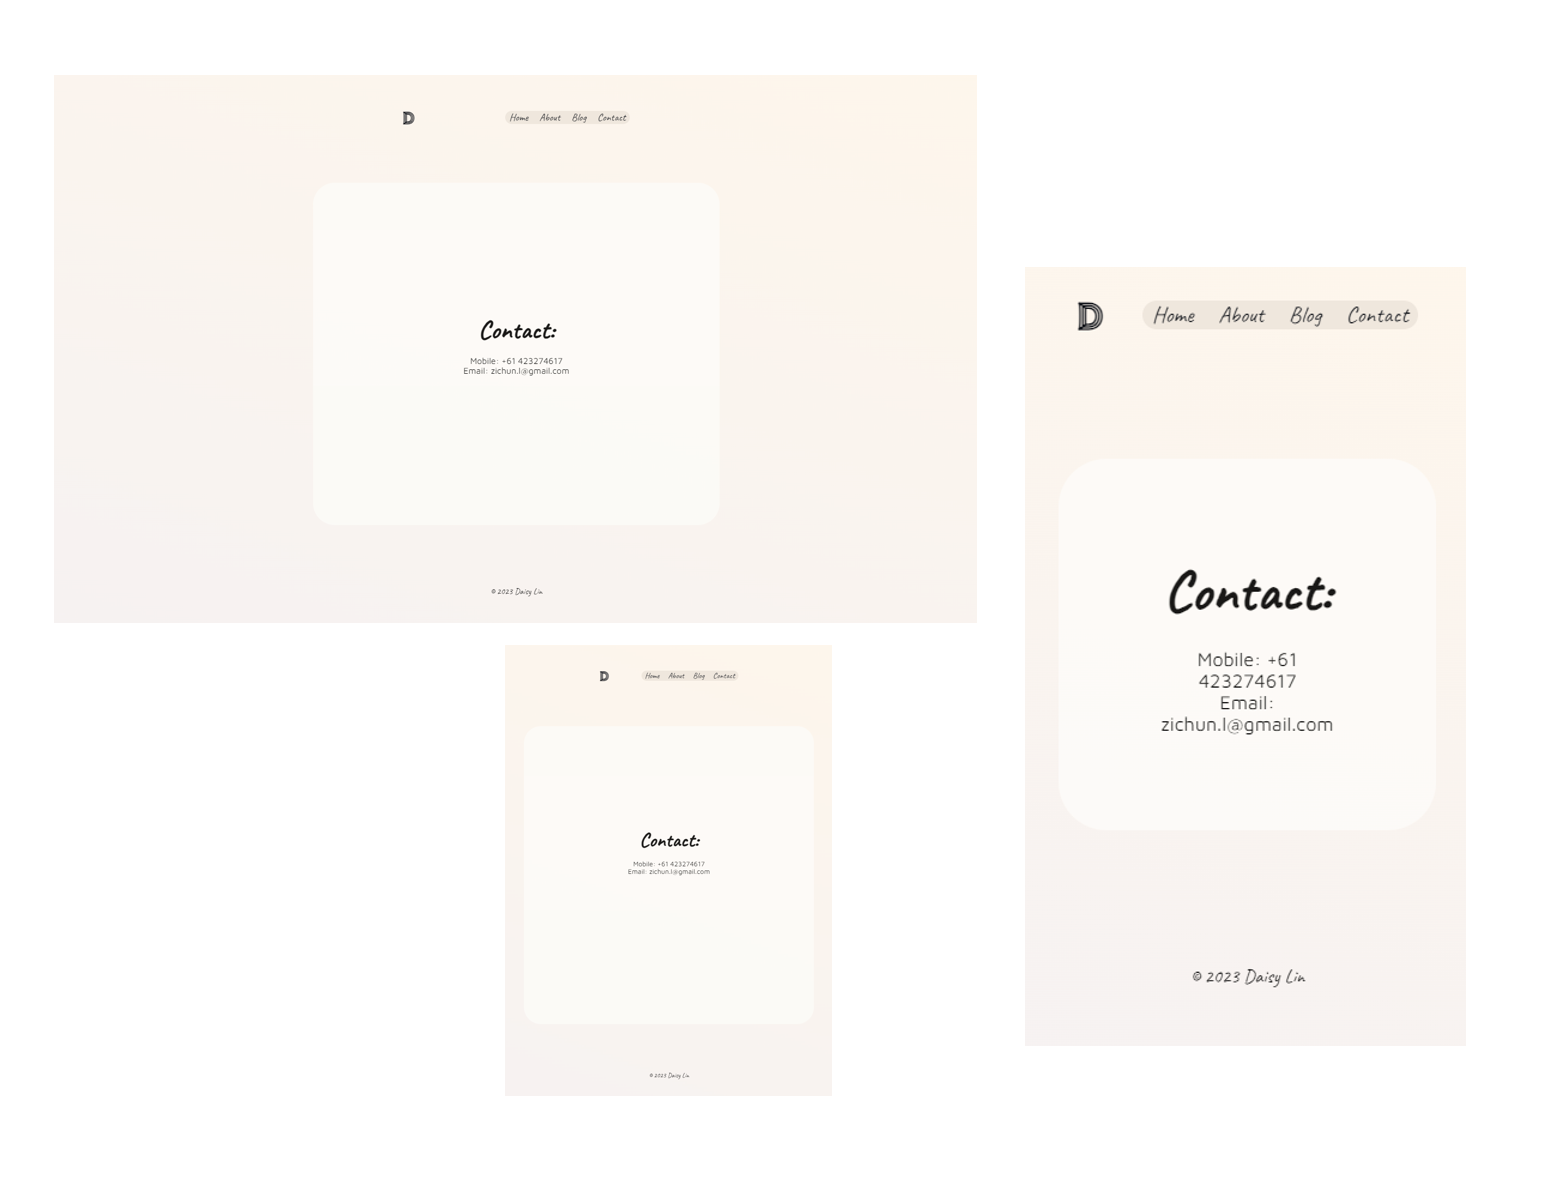 D
Home About Blog Contact
Contact:
Mobile: +61 423274617
Email: zichun.l@gmail.com
© 2023 Daisy Lin
D
Home About Blog Contact
Contact:
Mobile: +61
423274617
Email:
zichun.l@gmail.com
© 2023 Daisy Lin
D
Home About Blog Contact
Contact:
Mobile: +61 423274617
Email: zichun.l@gmail.com
© 2023 Daisy Lin